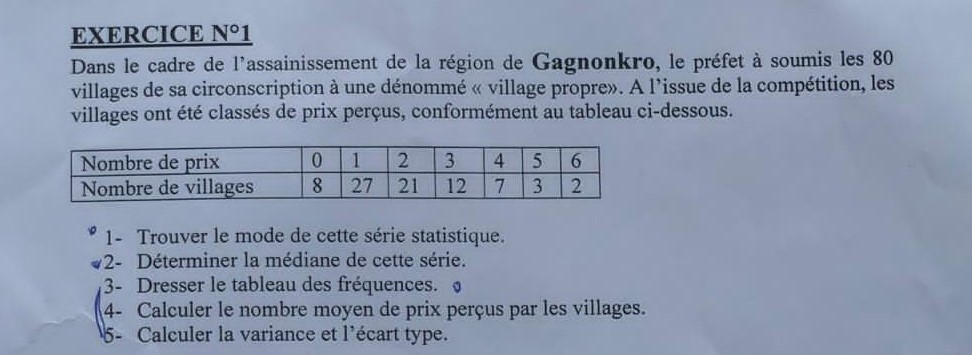 EXERCICE N°1
Dans le cadre de l'assainissement de la région de Gagnonkro, le préfet à soumis les 80
villages de sa circonscription à une dénommé « village propre». A l'issue de la compétition, les
villages ont été classés de prix perçus, conformément au tableau ci-dessous.
Nombre de prix 0 1 2 3 4 5 6
Nombre de villages 8 27 21 12 7 3 2
1- Trouver le mode de cette série statistique.
2- Déterminer la médiane de cette série.
3- Dresser le tableau des fréquences.
4- Calculer le nombre moyen de prix perçus par les villages.
5- Calculer la variance et l'écart type.